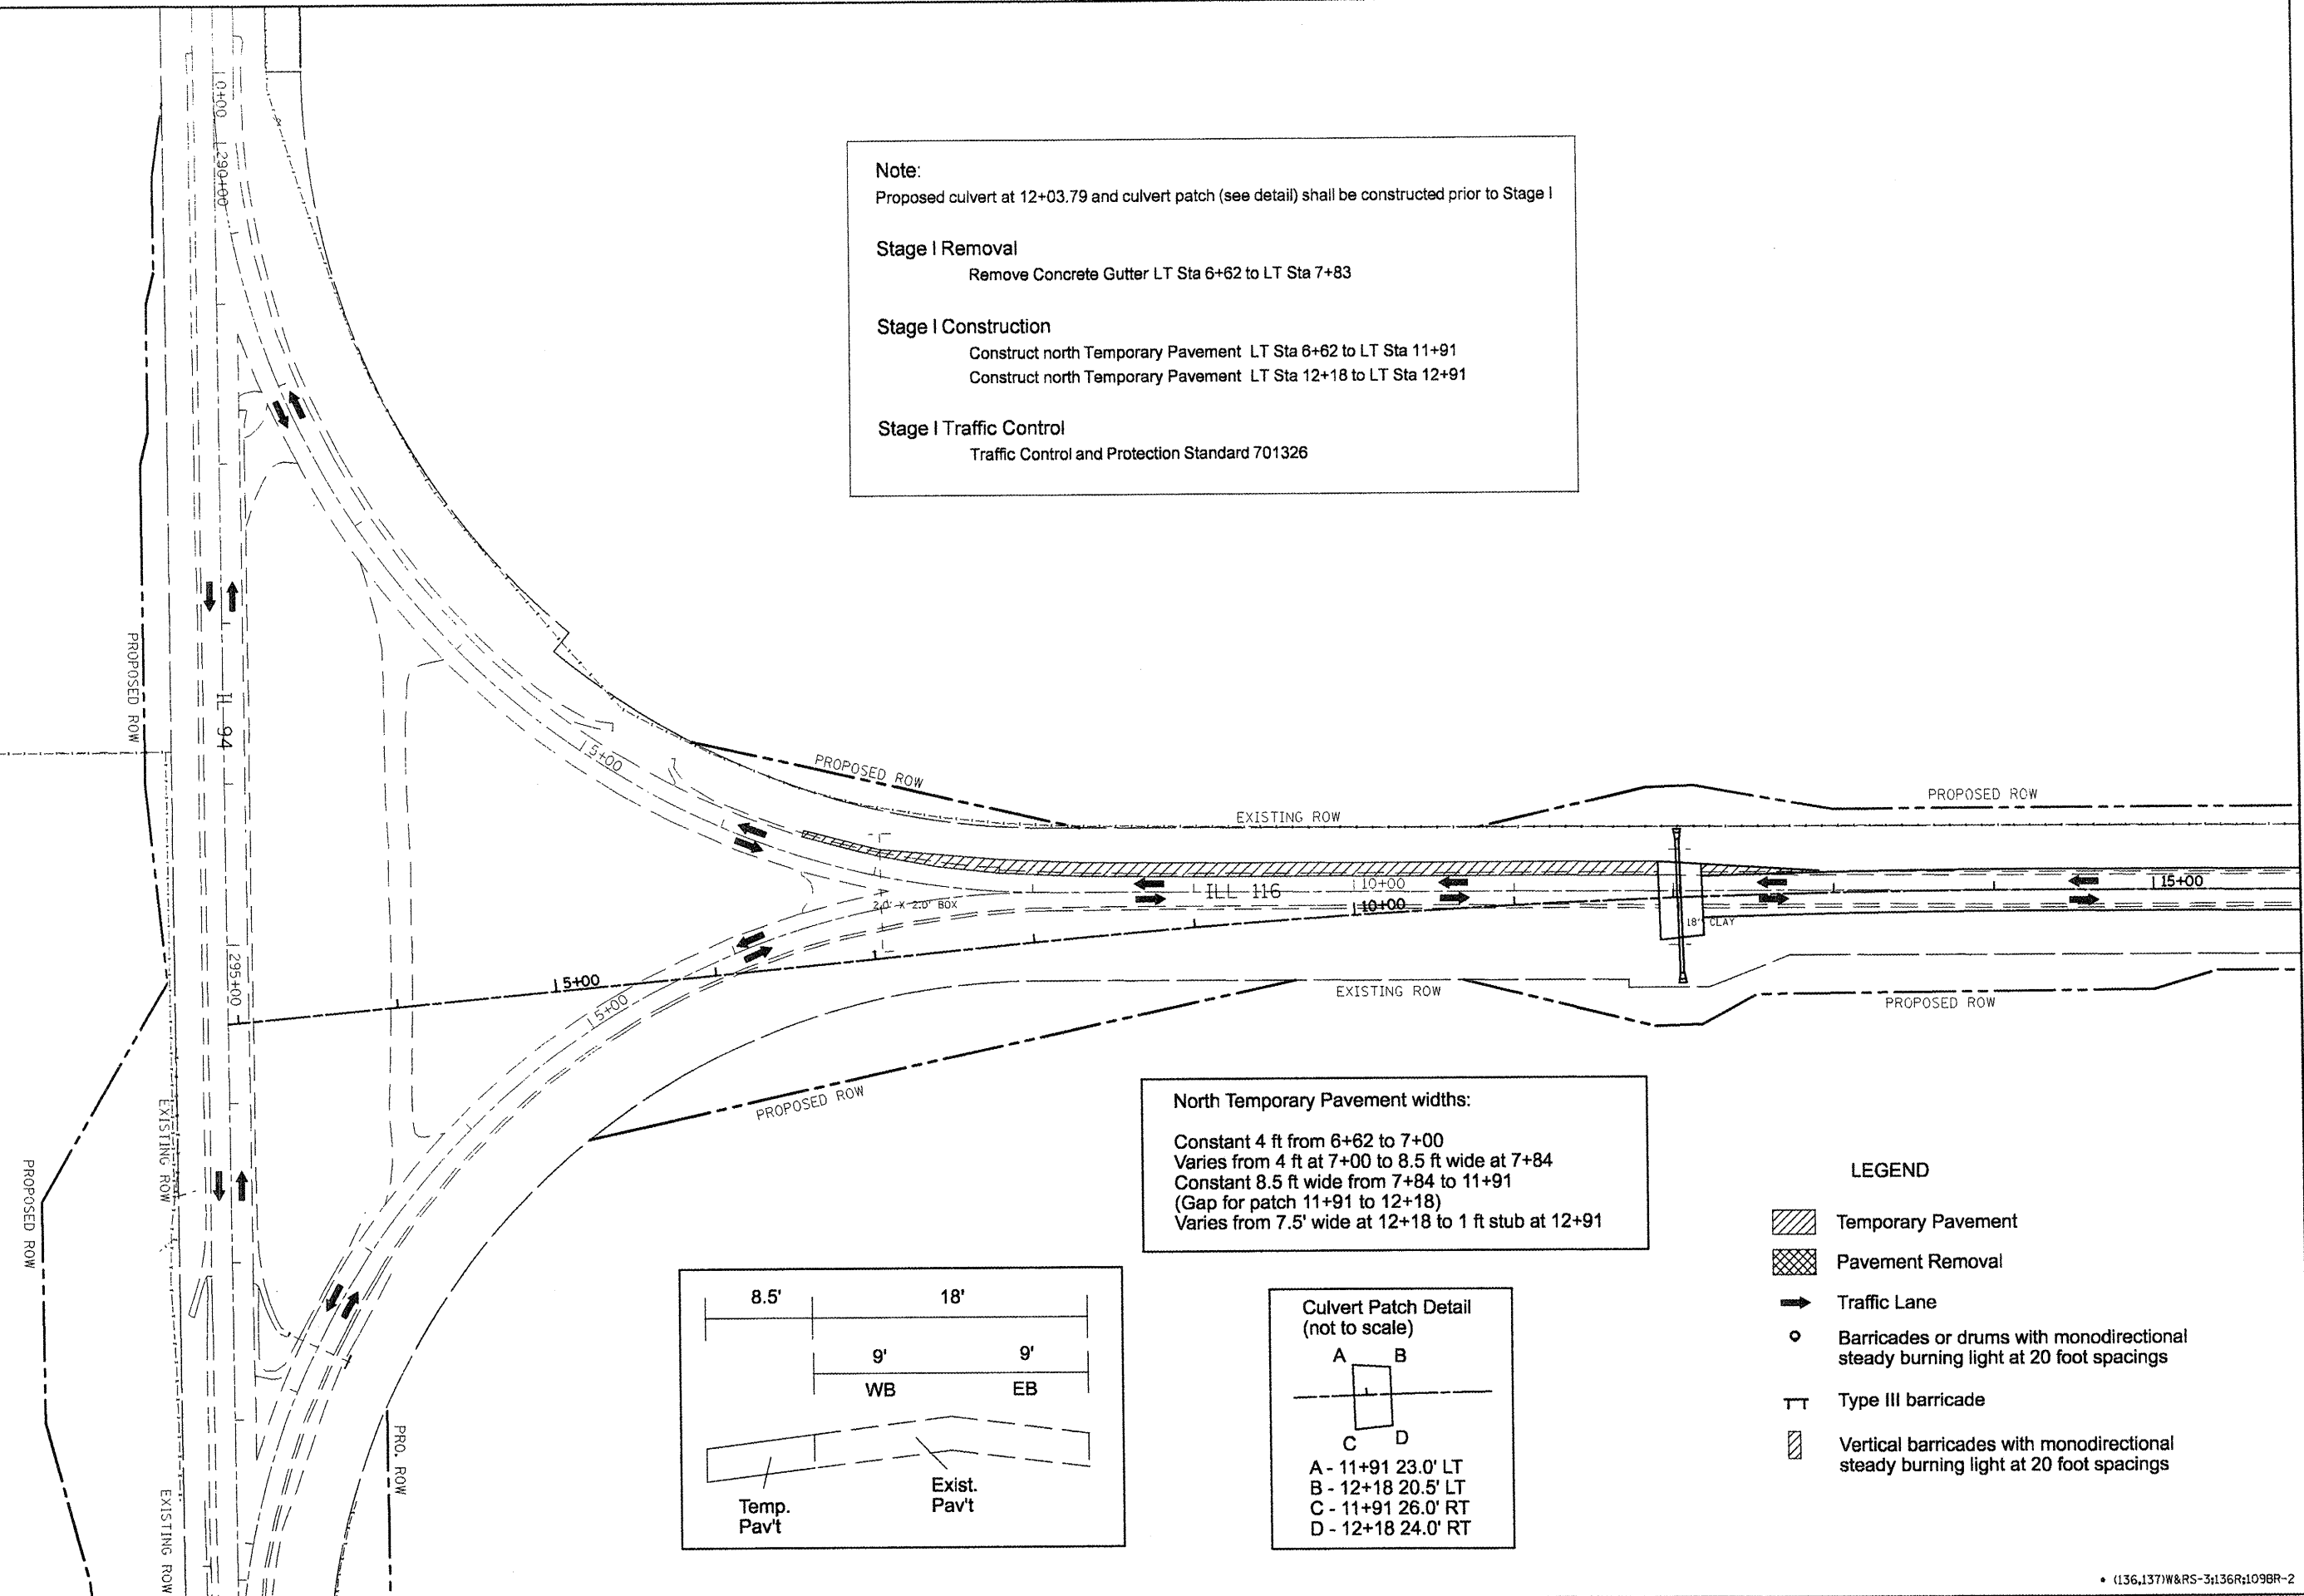 Note:
Proposed culvert at 12+03.79 and culvert patch (see detail) shall be constructed prior to Stage I
Stage I Removal
Remove Concrete Gutter LT Sta 6+62 to LT Sta 7+83
Stage I Construction
Construct north Temporary Pavement LT Sta 6+62 to LT Sta 11+91
Construct north Temporary Pavement LT Sta 12+18 to LT Sta 12+91
Stage I Traffic Control
Traffic Control and Protection Standard 701326
0+00
290+00
PROPOSED ROW
IL 94
5+00
PROPOSED ROW
EXISTING ROW
PROPOSED ROW
ILL 116
10+00
10+00
15+00
2.0' X 2.0' BOX
18" CLAY
295+00
5+00
5+00
EXISTING ROW
PROPOSED ROW
PROPOSED ROW
EXISTING ROW
PROPOSED ROW
PRO. ROW
EXISTING ROW
North Temporary Pavement widths:
Constant 4 ft from 6+62 to 7+00
Varies from 4 ft at 7+00 to 8.5 ft wide at 7+84
Constant 8.5 ft wide from 7+84 to 11+91
(Gap for patch 11+91 to 12+18)
Varies from 7.5' wide at 12+18 to 1 ft stub at 12+91
8.5' 18'
9' 9'
WB EB
Temp.
Pav't
Exist.
Pav't
Culvert Patch Detail
(not to scale)
A B
C D
A - 11+91 23.0' LT
B - 12+18 20.5' LT
C - 11+91 26.0' RT
D - 12+18 24.0' RT
LEGEND
Temporary Pavement
Pavement Removal
Traffic Lane
Barricades or drums with monodirectional
steady burning light at 20 foot spacings
Type III barricade
Vertical barricades with monodirectional
steady burning light at 20 foot spacings
• (136,137)W&RS-3;136R;109BR-2